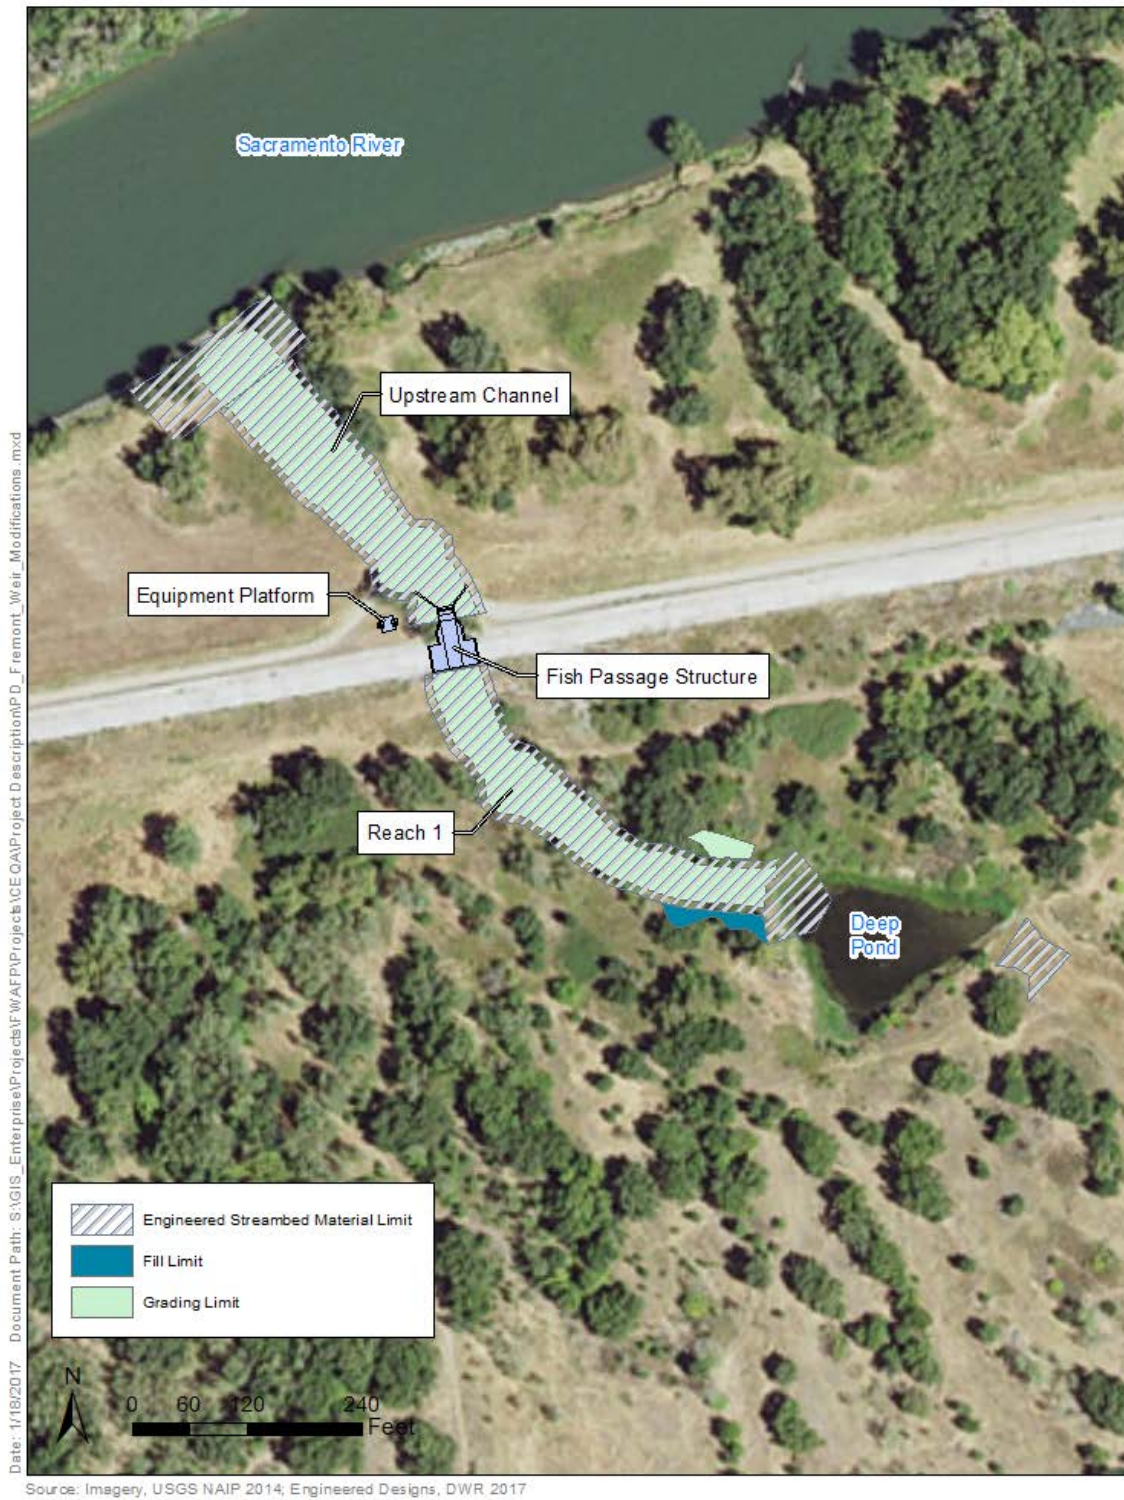 Sacramento River
Upstream Channel
Equipment Platform
Fish Passage Structure
Reach 1
Deep
Pond
Engineered Streambed Material Limit
Fill Limit
Grading Limit
N
0 60 120 240
Feet
Date: 1/18/2017 Document Path: S:\GIS_Enterprise\Projects\FWAFP\Projects\CEQA\Project Description\PD_Fremont_Weir_Modifications.mxd
Source: Imagery, USGS NAIP 2014; Engineered Designs, DWR 2017